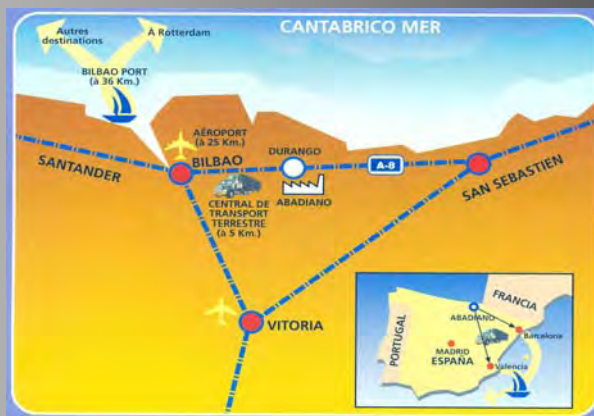 CANTABRICO MER
Autres
destinations
À Rotterdam
BILBAO PORT
(à 36 Km.)
AÉROPORT
(à 25 Km.)
SANTANDER
BILBAO
DURANGO
A-8
SAN SEBASTIEN
CENTRAL DE
TRANSPORT
TERRESTRE
(à 5 Km.)
ABADIANO
VITORIA
FRANCIA
ABADIANO
Barcelona
PORTUGAL
MADRID
ESPAÑA
Valencia